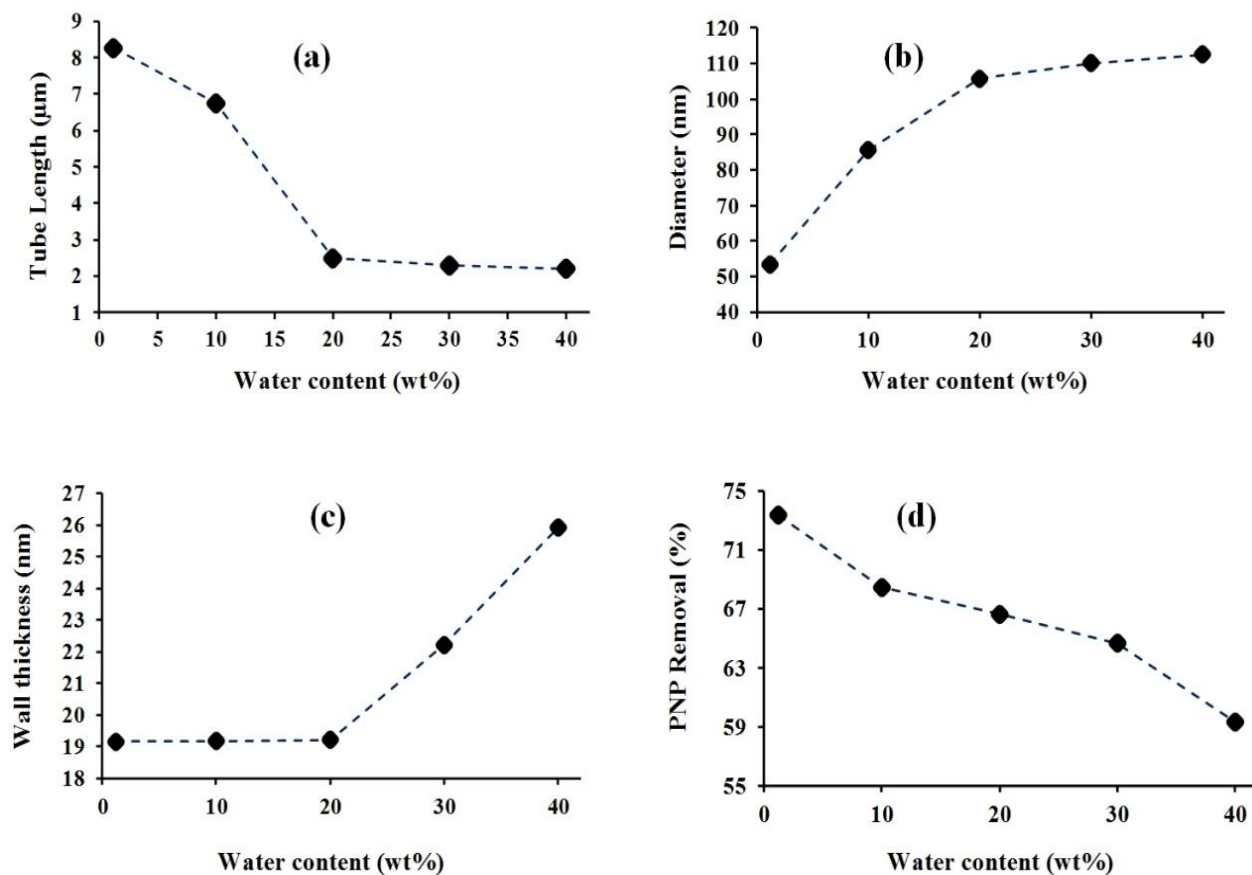 (a)
Tube Length (µm)
9
8
7
6
5
4
3
2
1
0 5 10 15 20 25 30 35 40
Water content (wt%)
(b)
Diameter (nm)
120
110
100
90
80
70
60
50
40
0 10 20 30 40
Water content (wt%)
(c)
Wall thickness (nm)
27
26
25
24
23
22
21
20
19
18
0 10 20 30 40
Water content (wt%)
(d)
PNP Removal (%)
75
71
67
63
59
55
0 10 20 30 40
Water content (wt%)